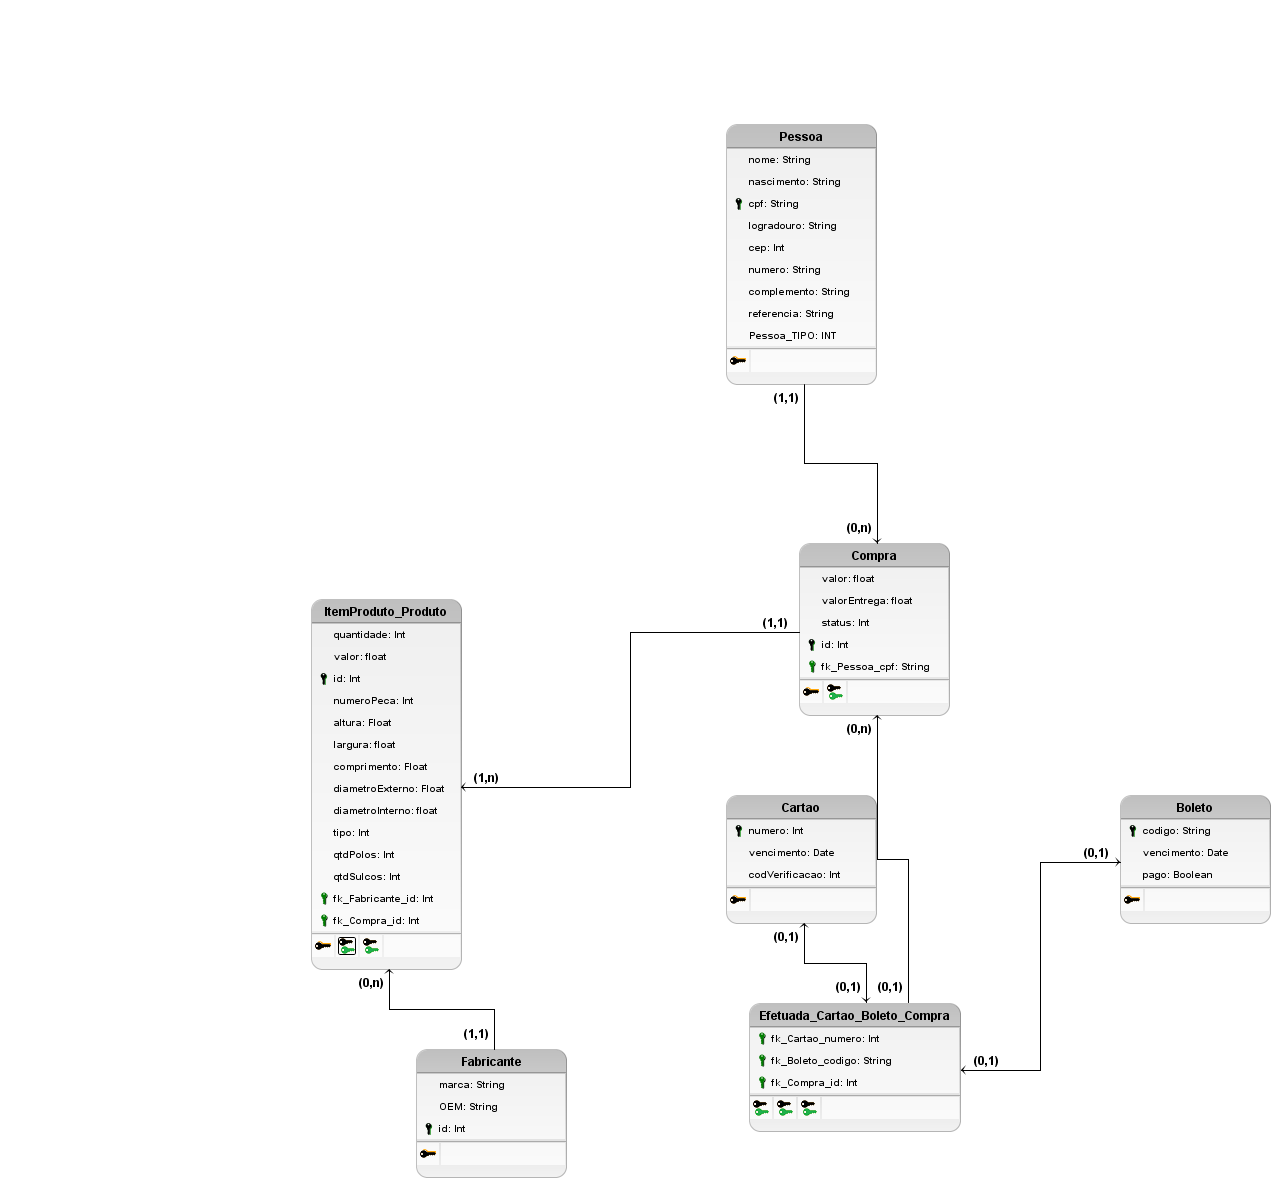 Pessoa
nome: String
nascimento: String
cpf: String
logradouro: String
cep: Int
numero: String
complemento: String
referencia: String
Pessoa_TIPO: INT
(1,1)
(0,n)
Compra
valor: float
valorEntrega: float
status: Int
id: Int
fk_Pessoa_cpf: String
(1,1)
(0,n)
ItemProduto_Produto
quantidade: Int
valor: float
id: Int
numeroPeca: Int
altura: Float
largura: float
comprimento: Float
diametroExterno: Float
diametroInterno: float
tipo: Int
qtdPolos: Int
qtdSulcos: Int
fk_Fabricante_id: Int
fk_Compra_id: Int
(1,n)
(0,n)
Cartao
numero: Int
vencimento: Date
codVerificacao: Int
(0,1)
Boleto
codigo: String
vencimento: Date
pago: Boolean
(0,1)
(0,1)
(0,1)
Efetuada_Cartao_Boleto_Compra
fk_Cartao_numero: Int
fk_Boleto_codigo: String
fk_Compra_id: Int
(0,1)
(1,1)
Fabricante
marca: String
OEM: String
id: Int